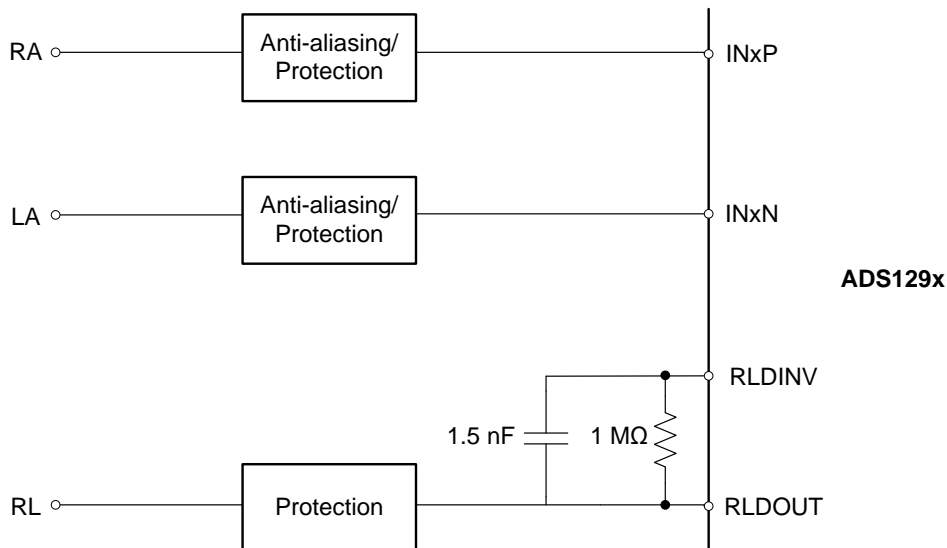 RA
Anti-aliasing/
Protection
INxP
LA
Anti-aliasing/
Protection
INxN
ADS129x
RLDINV
1.5 nF
1 MΩ
RL
Protection
RLDOUT